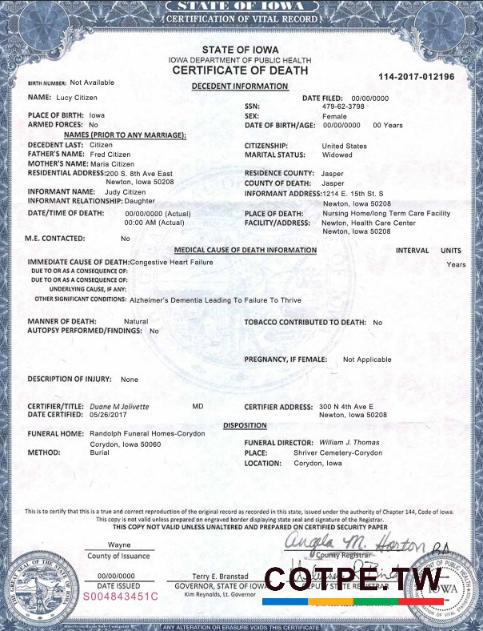 STATE OF IOWA
(CERTIFICATION OF VITAL RECORD)
STATE OF IOWA
IOWA DEPARTMENT OF PUBLIC HEALTH
CERTIFICATE OF DEATH
114-2017-012196
BIRTH NUMBER: Not Available
DECEDENT INFORMATION
NAME: Lucy Citizen
DATE FILED: 00/00/0000
SSN: 479-62-3798
PLACE OF BIRTH: Iowa
SEX: Female
ARMED FORCES: No
DATE OF BIRTH/AGE: 00/00/0000 00 Years
NAMES (PRIOR TO ANY MARRIAGE):
DECEDENT LAST: Citizen
CITIZENSHIP: United States
FATHER'S NAME: Fred Citizen
MARITAL STATUS: Widowed
MOTHER'S NAME: Maria Citizen
RESIDENTIAL ADDRESS:200 S. 8th Ave East
RESIDENCE COUNTY: Jasper
Newton, Iowa 50208
COUNTY OF DEATH: Jasper
INFORMANT NAME: Judy Citizen
INFORMANT ADDRESS:1214 E. 15th St. S
INFORMANT RELATIONSHIP: Daughter
Newton, Iowa 50208
DATE/TIME OF DEATH: 00/00/0000 (Actual)
PLACE OF DEATH: Nursing Home/long Term Care Facility
00:00 AM (Actual)
FACILITY/ADDRESS: Newton, Health Care Center
Newton, Iowa 50208
M.E. CONTACTED: No
MEDICAL CAUSE OF DEATH INFORMATION
INTERVAL UNITS
IMMEDIATE CAUSE OF DEATH:Congestive Heart Failure
Years
DUE TO OR AS A CONSEQUENCE OF:
DUE TO OR AS A CONSEQUENCE OF:
UNDERLYING CAUSE, IF ANY:
OTHER SIGNIFICANT CONDITIONS: Alzheimer's Dementia Leading To Failure To Thrive
MANNER OF DEATH: Natural
TOBACCO CONTRIBUTED TO DEATH: No
AUTOPSY PERFORMED/FINDINGS: No
PREGNANCY, IF FEMALE: Not Applicable
DESCRIPTION OF INJURY: None
CERTIFIER/TITLE: Duane M Jelivette MD
CERTIFIER ADDRESS: 300 N 4th Ave E
DATE CERTIFIED: 05/26/2017
Newton, Iowa 50208
DISPOSITION
FUNERAL HOME: Randolph Funeral Homes-Corydon
Corydon, Iowa 50060
FUNERAL DIRECTOR: William J. Thomas
METHOD: Burial
PLACE: Shriver Cemetery-Corydon
LOCATION: Corydon, Iowa
This is to certify that this is a true and correct reproduction of the original record as recorded in this state, issued under the authority of Chapter 144, Code of Iowa.
This copy is not valid unless prepared on engraved border displaying state seal and signature of the Registrar.
THIS COPY NOT VALID UNLESS UNALTERED AND PREPARED ON CERTIFIED SECURITY PAPER
Wayne
Angela M. Horton
County of Issuance
County Registrar
00/00/0000
Terry E. Branstad
DATE ISSUED
GOVERNOR, STATE OF IOWA
STATE REGISTRAR
S004843451C
Kim Reynolds, Lt. Governor
COTPE TW
IOWA
ANY ALTERATION OR ERASURE VOIDS THIS CERTIFICATE